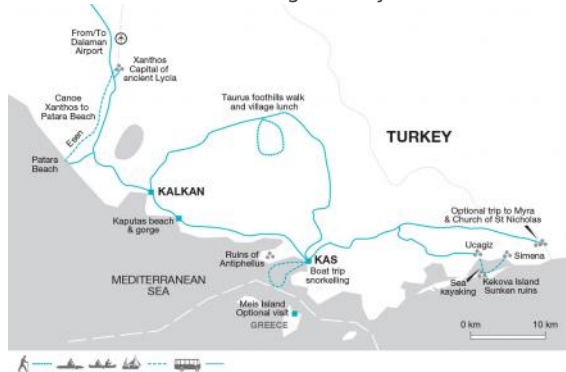 From/To
Dalaman
Airport
Xanthos
Capital of
ancient Lycia
Canoe
Xanthos to
Patara Beach
Esen
Patara
Beach
Taurus foothills walk
and village lunch
TURKEY
KALKAN
Kaputas beach
& gorge
Optional trip to Myra
& Church of St Nicholas
Ruins of
Antiphellus
KAS
Boat trip
snorkelling
Ucagiz
Simena
Sea
kayaking
Kekova Island
Sunken ruins
MEDITERRANEAN
SEA
Meis Island
Optional visit
GREECE
0 km
10 km